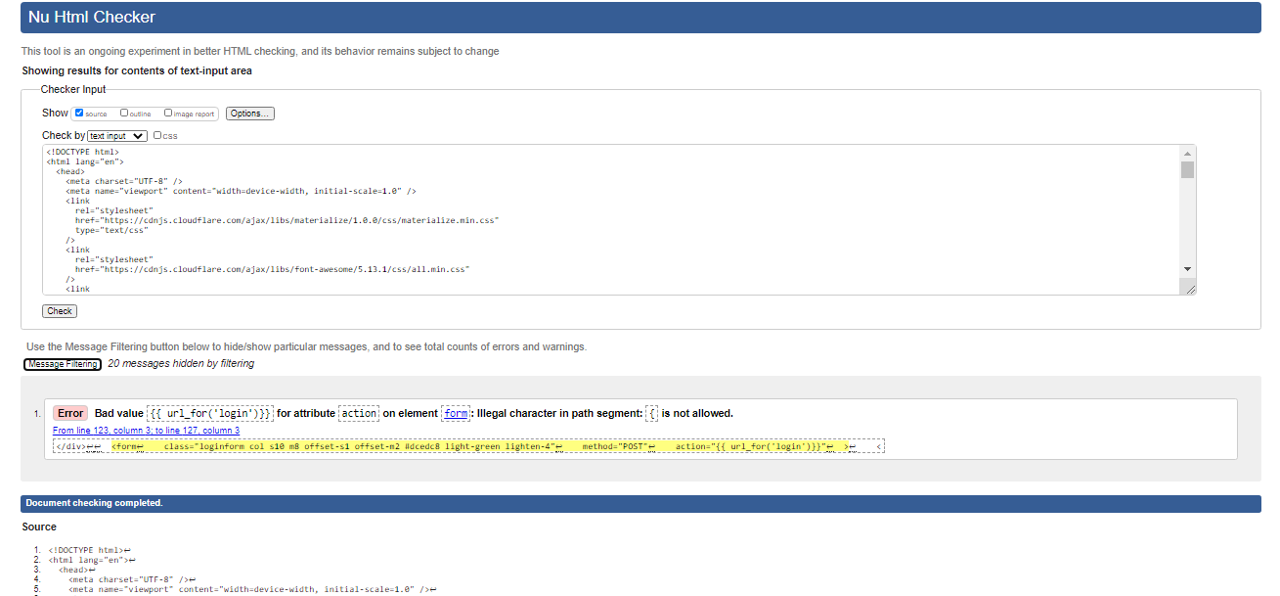 Nu Html Checker
This tool is an ongoing experiment in better HTML checking, and its behavior remains subject to change
Showing results for contents of text-input area
Checker Input
Show source outline image report Options...
Check by text input css
<!DOCTYPE html>
<html lang="en">
<head>
<meta charset="UTF-8" />
<meta name="viewport" content="width=device-width, initial-scale=1.0" />
<link
rel="stylesheet"
href="https://cdnjs.cloudflare.com/ajax/libs/materialize/1.0.0/css/materialize.min.css"
type="text/css"
/>
<link
rel="stylesheet"
href="https://cdnjs.cloudflare.com/ajax/libs/font-awesome/5.13.1/css/all.min.css"
/>
<link
Check
Use the Message Filtering button below to hide/show particular messages, and to see total counts of errors and warnings.
Message Filtering 20 messages hidden by filtering
1. Error Bad value {{ url_for('login')}} for attribute action on element form: Illegal character in path segment: { is not allowed.
From line 123, column 3; to line 127, column 3
</div>↩↩ <form↩ class="loginform col s10 m8 offset-s1 offset-m2 #dcedc8 light-green lighten-4"↩ method="POST"↩ action="{{ url_for('login')}}"↩ >↩ <
Document checking completed.
Source
1. <!DOCTYPE html>↩
2. <html lang="en">↩
3. <head>↩
4. <meta charset="UTF-8" />↩
5. <meta name="viewport" content="width=device-width, initial-scale=1.0" />↩